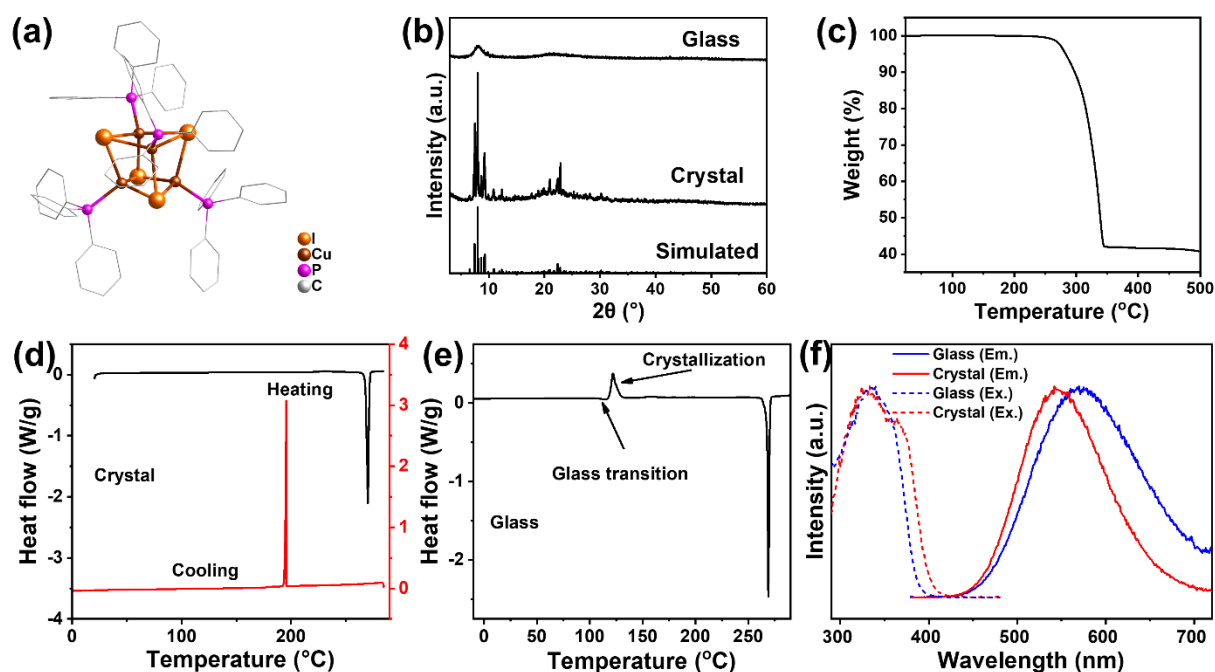 (a)
I
Cu
P
C
(b)
Glass
Crystal
Simulated
Intensity (a.u.)
10 20 30 40 50 60
2θ (°)
(c)
100
90
80
70
60
50
40
Weight (%)
0 100 200 300 400 500
Temperature (°C)
(d)
0
-1
-2
-3
-4
Heat flow (W/g)
Heating
Crystal
Cooling
4
3
2
1
0
0 100 200
Temperature (°C)
(e)
Crystallization
0
-1
-2
Heat flow (W/g)
Glass transition
Glass
0 50 100 150 200 250
Temperature (°C)
(f)
Glass (Em.)
Crystal (Em.)
Glass (Ex.)
Crystal (Ex.)
Intensity (a.u.)
300 400 500 600 700
Wavelength (nm)